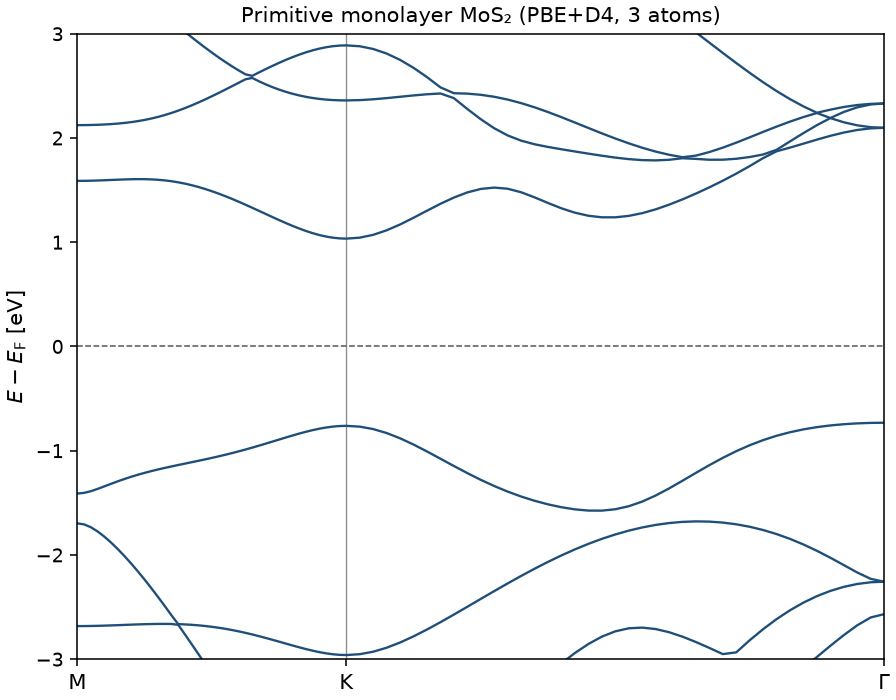 Primitive monolayer MoS₂ (PBE+D4, 3 atoms)
E − E_F [eV]
3
2
1
0
−1
−2
−3
M K Γ